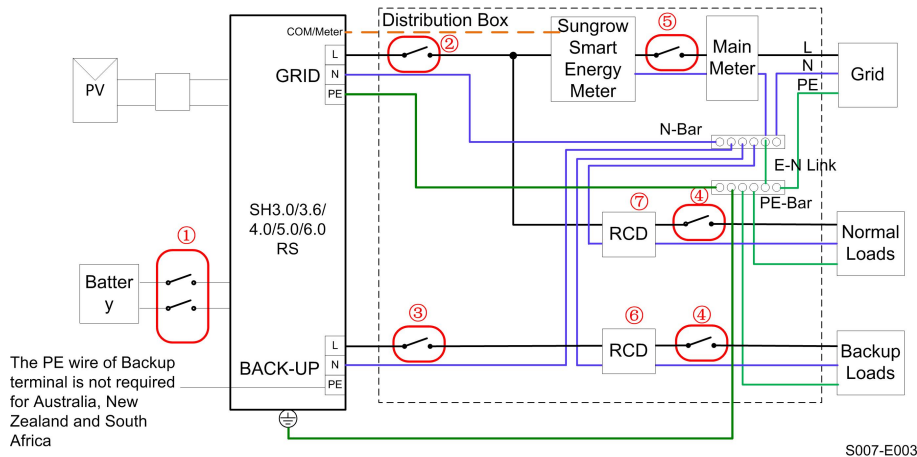 Distribution Box
COM/Meter
②
Sungrow
Smart
Energy
Meter
⑤
Main
Meter
L
N
PE
Grid
PV
L
GRID
N
PE
N-Bar
E-N Link
PE-Bar
SH3.0/3.6/
4.0/5.0/6.0
RS
①
Batter
y
⑦
RCD
④
Normal
Loads
③
⑥
RCD
④
Backup
Loads
L
BACK-UP
N
PE
The PE wire of Backup
terminal is not required
for Australia, New
Zealand and South
Africa
S007-E003